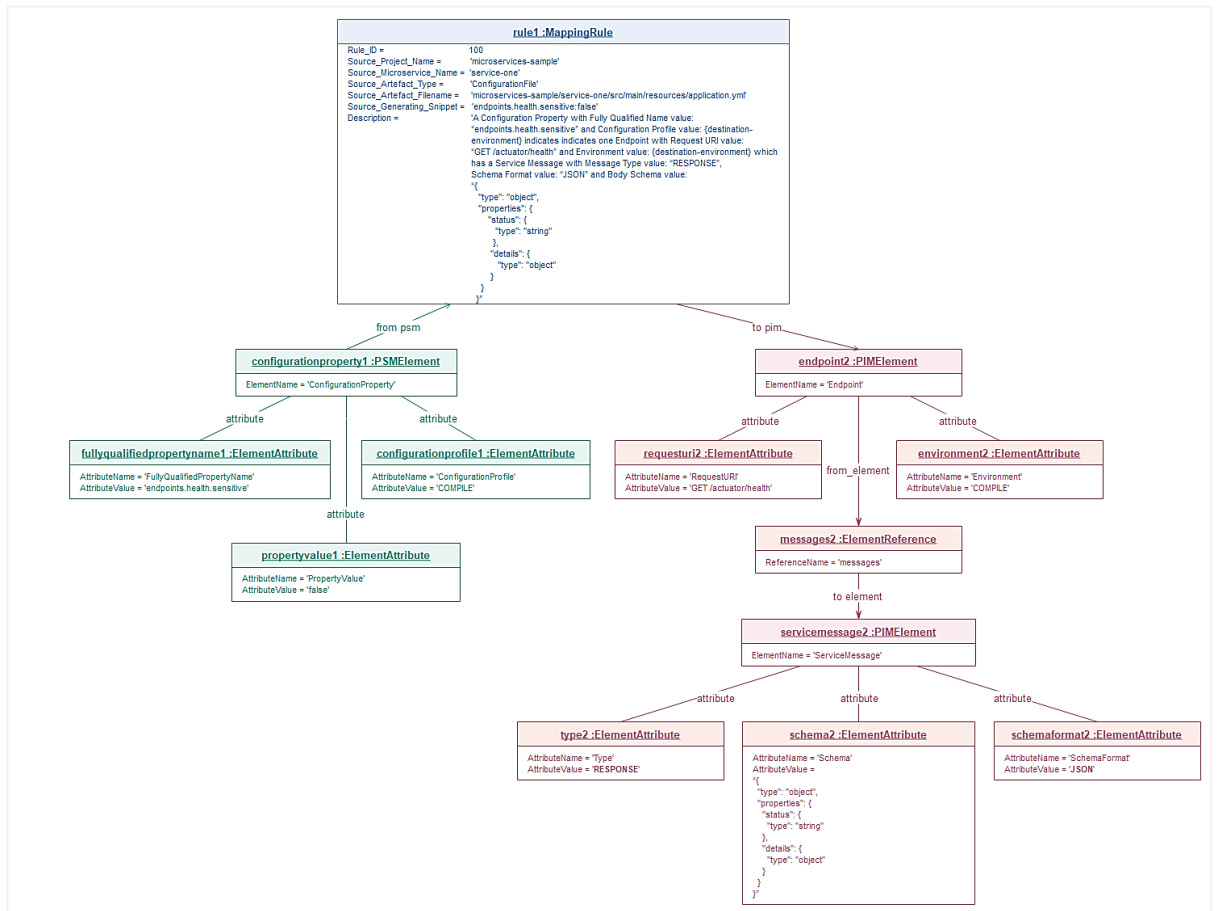 rule1 :MappingRule
Rule_ID = 100
Source_Project_Name = 'microservices-sample'
Source_Microservice_Name = 'service-one'
Source_Artefact_Type = 'ConfigurationFile'
Source_Artefact_Filename = 'microservices-sample/service-one/src/main/resources/application.yml'
Source_Generating_Snippet = 'endpoints.health.sensitive:false'
Description = 'A Configuration Property with Fully Qualified Name value:
“endpoints.health.sensitive” and Configuration Profile value: {destination-
environment} indicates indicates one Endpoint with Request URI value:
“GET /actuator/health” and Environment value: {destination-environment} which
has a Service Message with Message Type value: “RESPONSE”,
Schema Format value: “JSON” and Body Schema value:
“{
"type": "object",
"properties": {
"status": {
"type": "string"
},
"details": {
"type": "object"
}
}
}”
from psm
to pim
configurationproperty1 :PSMElement
ElementName = 'ConfigurationProperty'
endpoint2 :PIMElement
ElementName = 'Endpoint'
attribute
attribute
attribute
attribute
fullyqualifiedpropertyname1 :ElementAttribute
AttributeName = 'FullyQualifiedPropertyName'
AttributeValue = 'endpoints.health.sensitive'
configurationprofile1 :ElementAttribute
AttributeName = 'ConfigurationProfile'
AttributeValue = 'COMPILE'
requesturi2 :ElementAttribute
AttributeName = 'RequestURI'
AttributeValue = 'GET /actuator/health'
from_element
environment2 :ElementAttribute
AttributeName = 'Environment'
AttributeValue = 'COMPILE'
attribute
propertyvalue1 :ElementAttribute
AttributeName = 'PropertyValue'
AttributeValue = 'false'
messages2 :ElementReference
ReferenceName = 'messages'
to element
servicemessage2 :PIMElement
ElementName = 'ServiceMessage'
attribute
attribute
attribute
type2 :ElementAttribute
AttributeName = 'Type'
AttributeValue = 'RESPONSE'
schema2 :ElementAttribute
AttributeName = 'Schema'
AttributeValue =
“{
"type": "object",
"properties": {
"status": {
"type": "string"
},
"details": {
"type": "object"
}
}
}”
schemaformat2 :ElementAttribute
AttributeName = 'SchemaFormat'
AttributeValue = 'JSON'